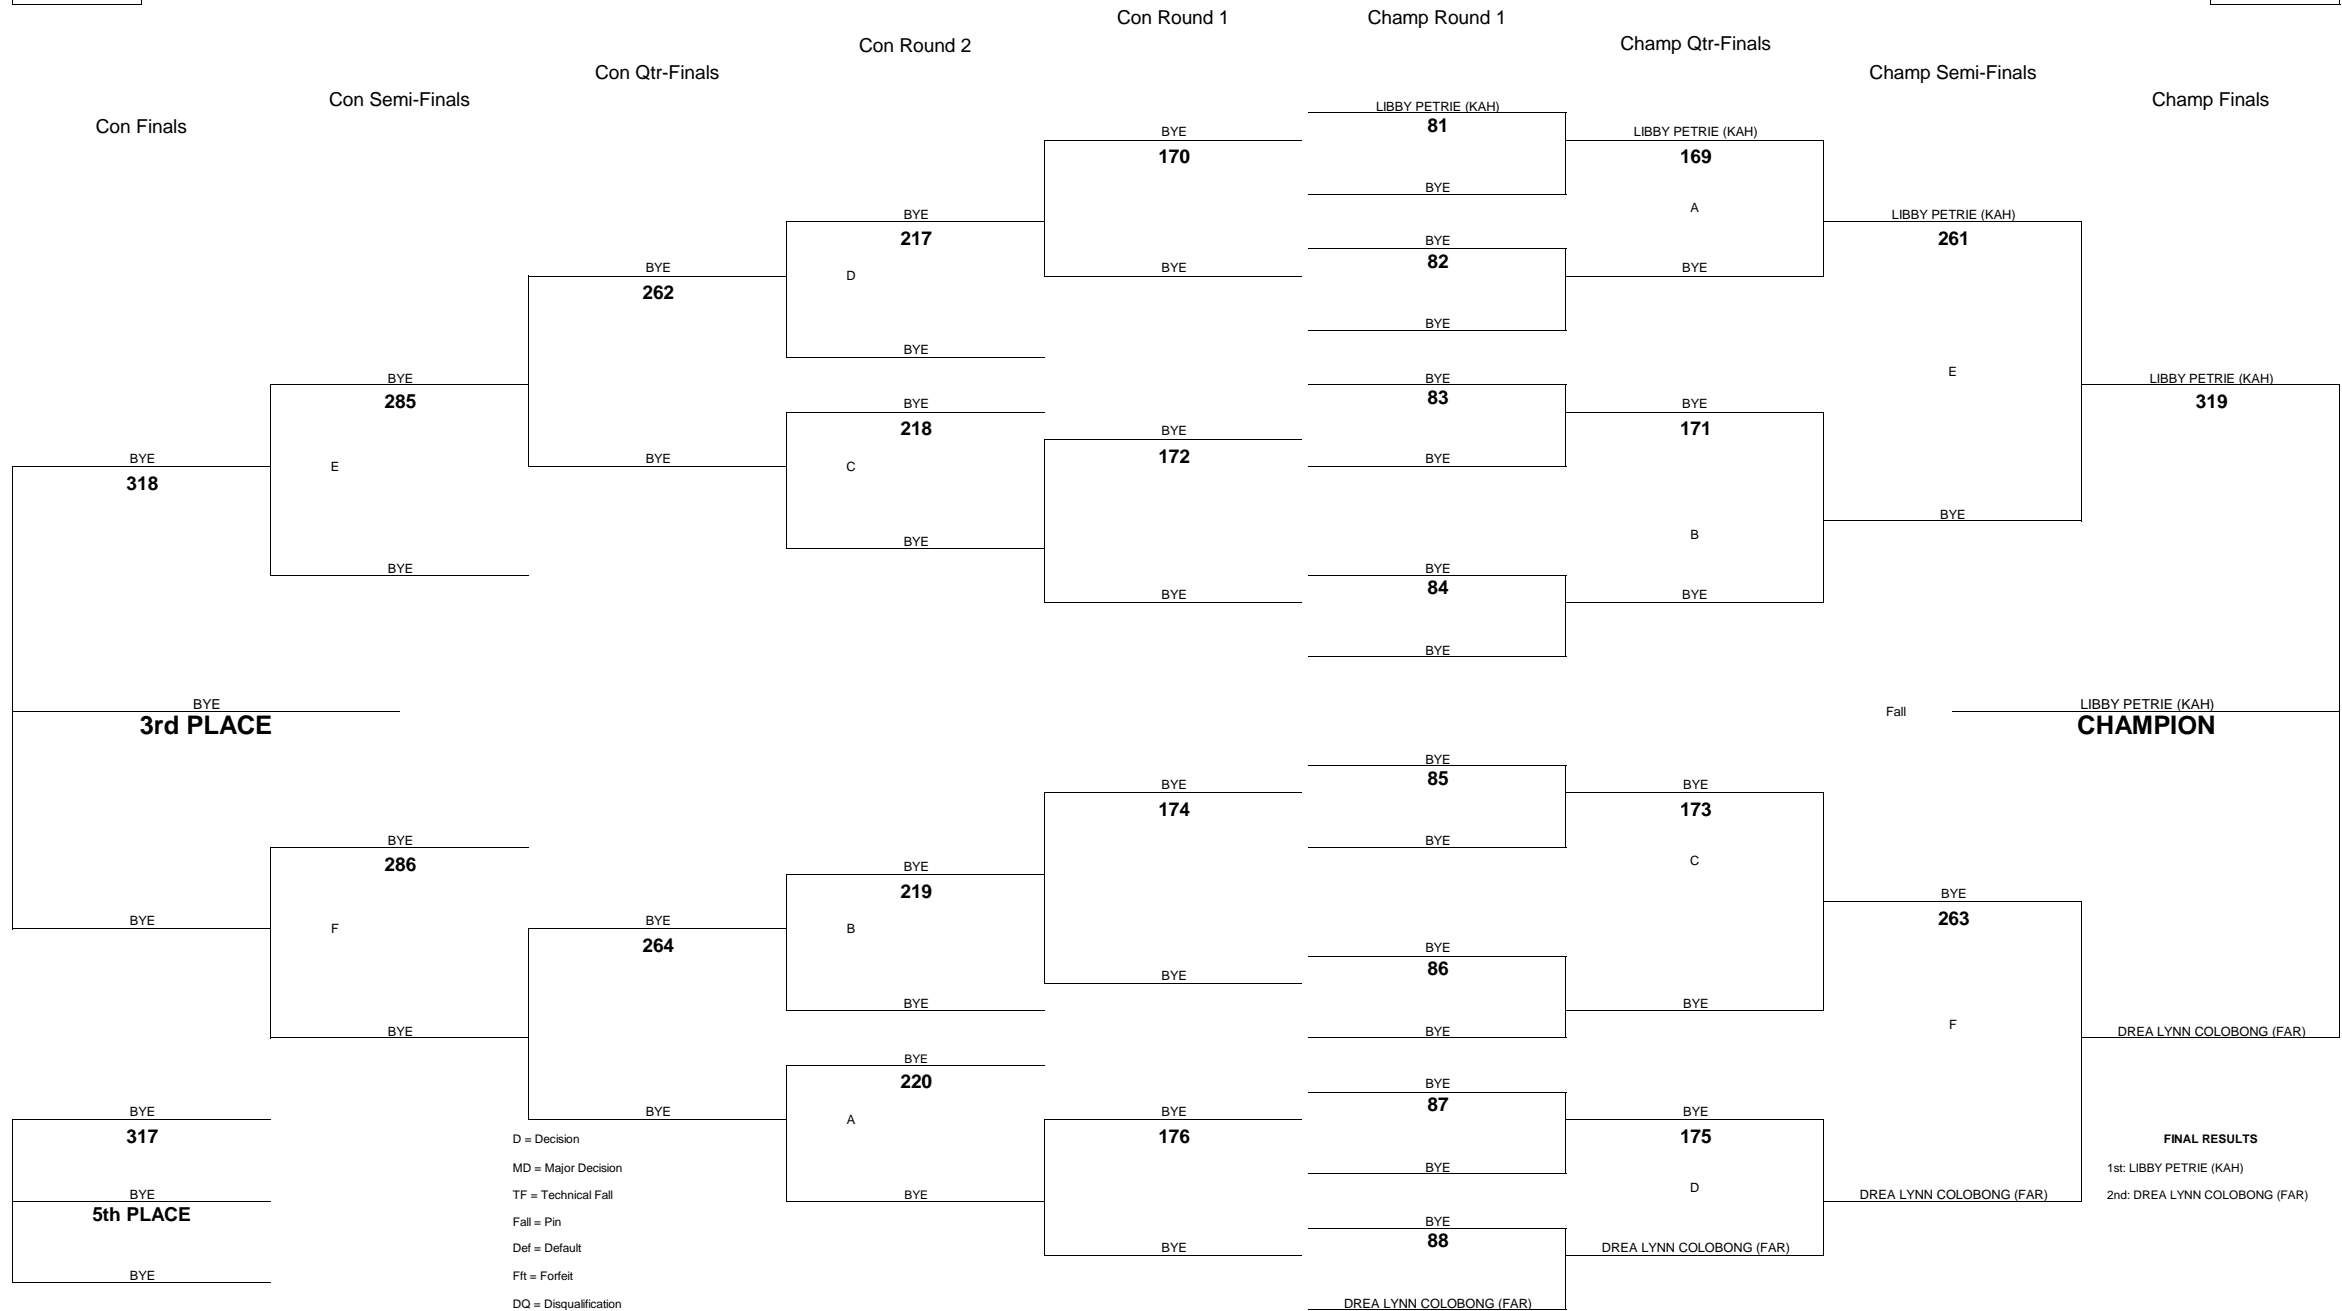 Con Round 1
Champ Round 1
Con Round 2
Champ Qtr-Finals
Con Qtr-Finals
Champ Semi-Finals
Con Semi-Finals
Champ Finals
Con Finals
LIBBY PETRIE (KAH)
81
BYE
BYE
82
BYE
BYE
83
BYE
BYE
84
BYE
BYE
85
BYE
BYE
86
BYE
BYE
87
BYE
BYE
88
DREA LYNN COLOBONG (FAR)
LIBBY PETRIE (KAH)
169
A
BYE
BYE
171
B
BYE
BYE
173
C
BYE
BYE
175
D
DREA LYNN COLOBONG (FAR)
LIBBY PETRIE (KAH)
261
E
BYE
BYE
263
F
DREA LYNN COLOBONG (FAR)
LIBBY PETRIE (KAH)
319
Fall
LIBBY PETRIE (KAH)
CHAMPION
DREA LYNN COLOBONG (FAR)
BYE
170
BYE
BYE
172
BYE
BYE
174
BYE
BYE
176
BYE
BYE
217
D
BYE
BYE
218
C
BYE
BYE
219
B
BYE
BYE
220
A
BYE
BYE
262
BYE
BYE
264
BYE
BYE
285
E
BYE
BYE
286
F
BYE
BYE
318
BYE
3rd PLACE
BYE
BYE
317
BYE
5th PLACE
BYE
D = Decision
MD = Major Decision
TF = Technical Fall
Fall = Pin
Def = Default
Fft = Forfeit
DQ = Disqualification
FINAL RESULTS
1st: LIBBY PETRIE (KAH)
2nd: DREA LYNN COLOBONG (FAR)